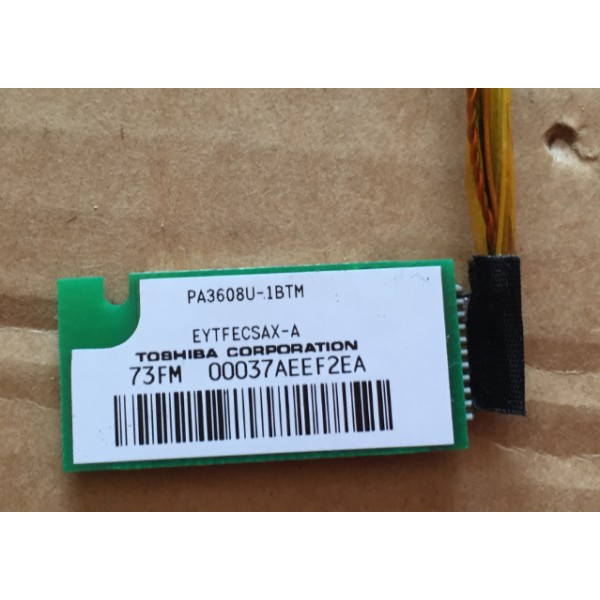 PA3608U-1BTM
EYTFECSAX-A
TOSHIBA CORPORATION
73FM 00037AEEF2EA